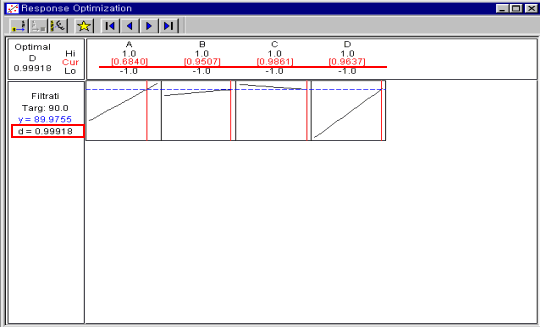 Response Optimization
Optimal
D
0.99918
Hi
Cur
Lo
A B C D
1.0 1.0 1.0 1.0
[0.6840] [0.9507] [0.9861] [0.9637]
-1.0 -1.0 -1.0 -1.0
Filtrati
Targ: 90.0
y = 89.9755
d = 0.99918